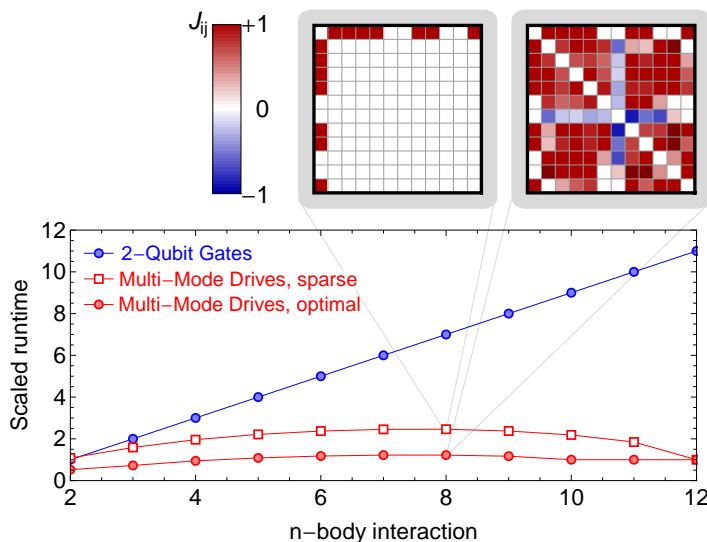 J_ij
+1
0
−1
12
10
8
6
4
2
0
Scaled runtime
2−Qubit Gates
Multi−Mode Drives, sparse
Multi−Mode Drives, optimal
2 4 6 8 10 12
n−body interaction